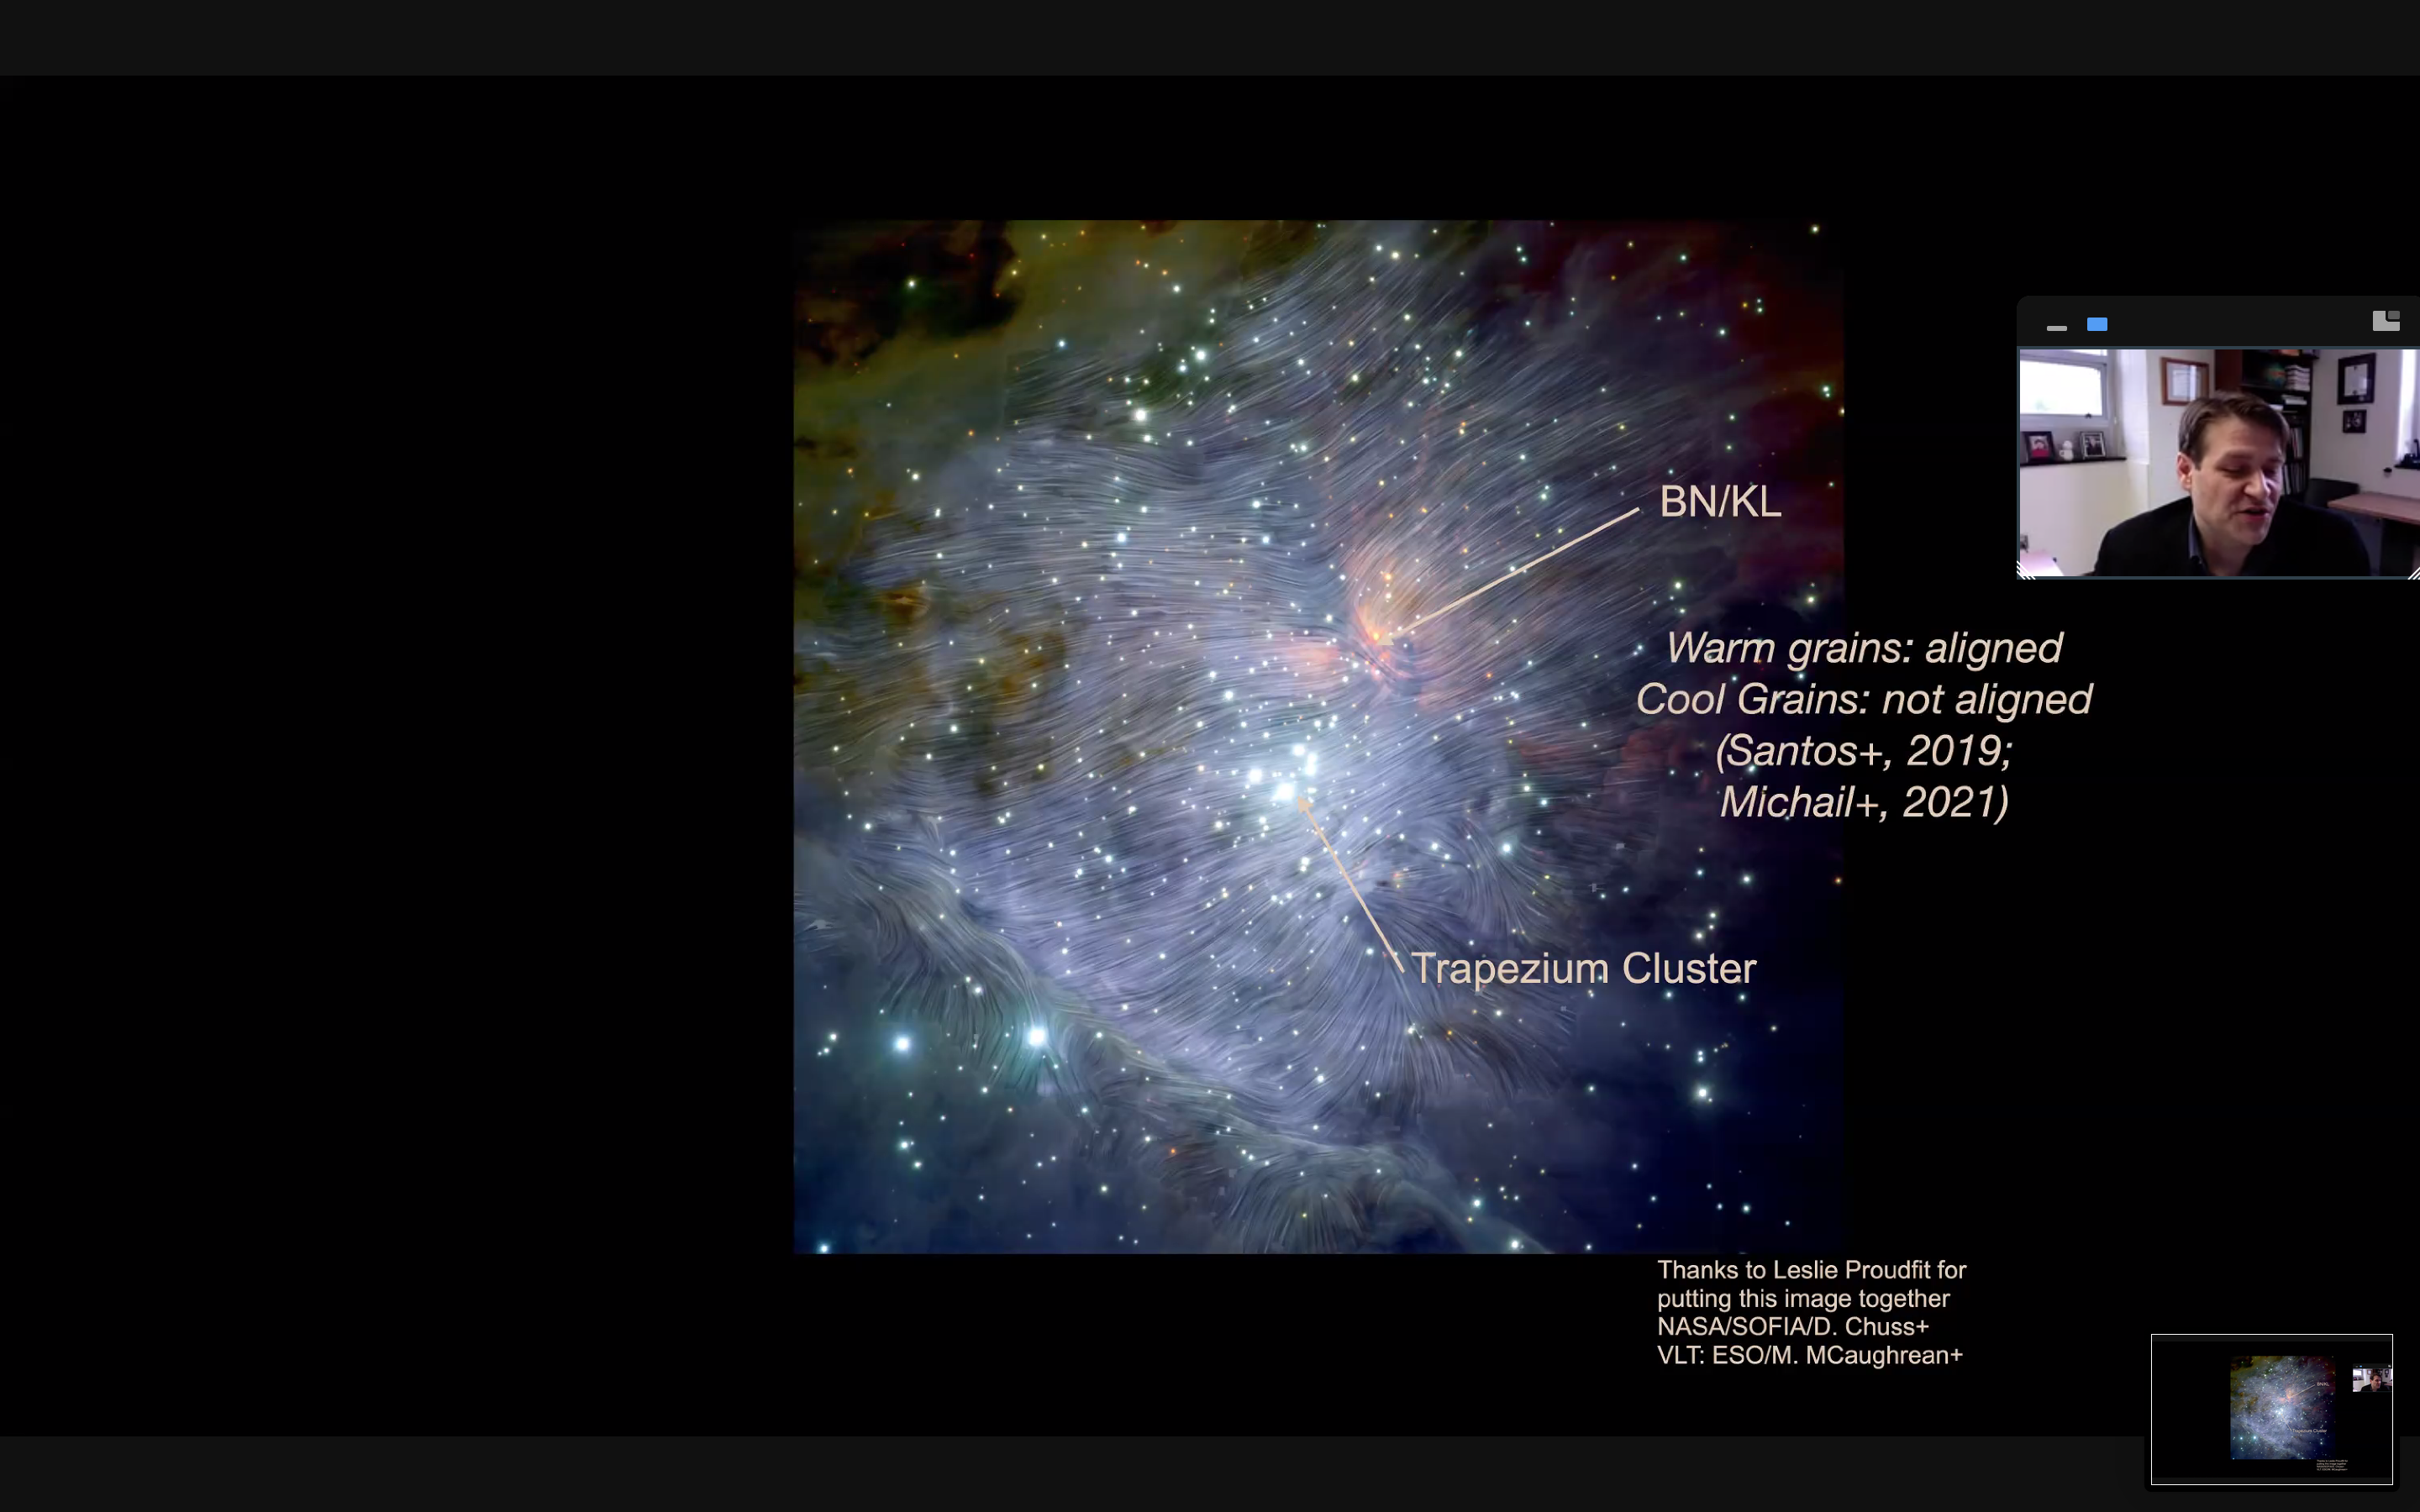 BN/KL
Warm grains: aligned
Cool Grains: not aligned
(Santos+, 2019;
Michail+, 2021)
Trapezium Cluster
Thanks to Leslie Proudfit for
putting this image together
NASA/SOFIA/D. Chuss+
VLT: ESO/M. MCaughrean+